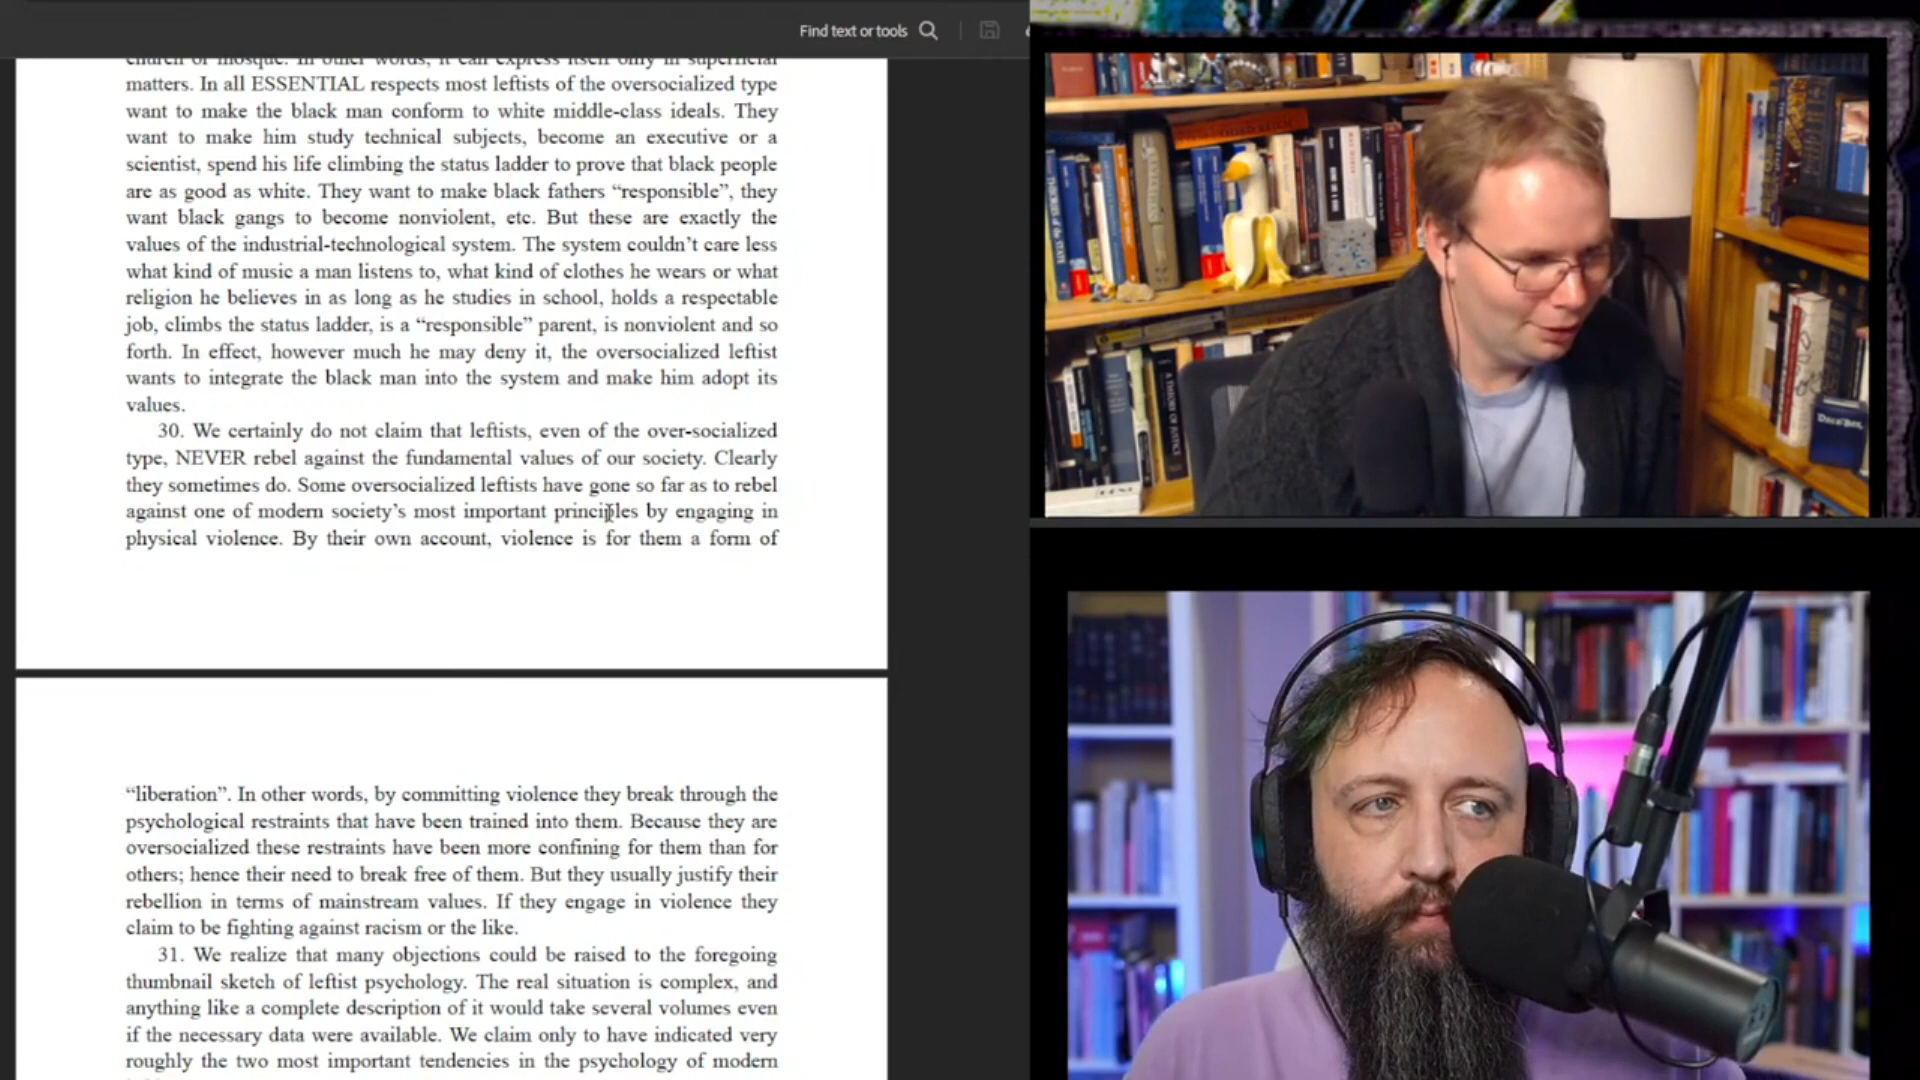 Find text or tools
church or mosque. In other words, it can express itself only in superficial
matters. In all ESSENTIAL respects most leftists of the oversocialized type
want to make the black man conform to white middle-class ideals. They
want to make him study technical subjects, become an executive or a
scientist, spend his life climbing the status ladder to prove that black people
are as good as white. They want to make black fathers “responsible”, they
want black gangs to become nonviolent, etc. But these are exactly the
values of the industrial-technological system. The system couldn’t care less
what kind of music a man listens to, what kind of clothes he wears or what
religion he believes in as long as he studies in school, holds a respectable
job, climbs the status ladder, is a “responsible” parent, is nonviolent and so
forth. In effect, however much he may deny it, the oversocialized leftist
wants to integrate the black man into the system and make him adopt its
values.
30. We certainly do not claim that leftists, even of the over-socialized
type, NEVER rebel against the fundamental values of our society. Clearly
they sometimes do. Some oversocialized leftists have gone so far as to rebel
against one of modern society’s most important principles by engaging in
physical violence. By their own account, violence is for them a form of
“liberation”. In other words, by committing violence they break through the
psychological restraints that have been trained into them. Because they are
oversocialized these restraints have been more confining for them than for
others; hence their need to break free of them. But they usually justify their
rebellion in terms of mainstream values. If they engage in violence they
claim to be fighting against racism or the like.
31. We realize that many objections could be raised to the foregoing
thumbnail sketch of leftist psychology. The real situation is complex, and
anything like a complete description of it would take several volumes even
if the necessary data were available. We claim only to have indicated very
roughly the two most important tendencies in the psychology of modern
A THEORY OF JUSTICE